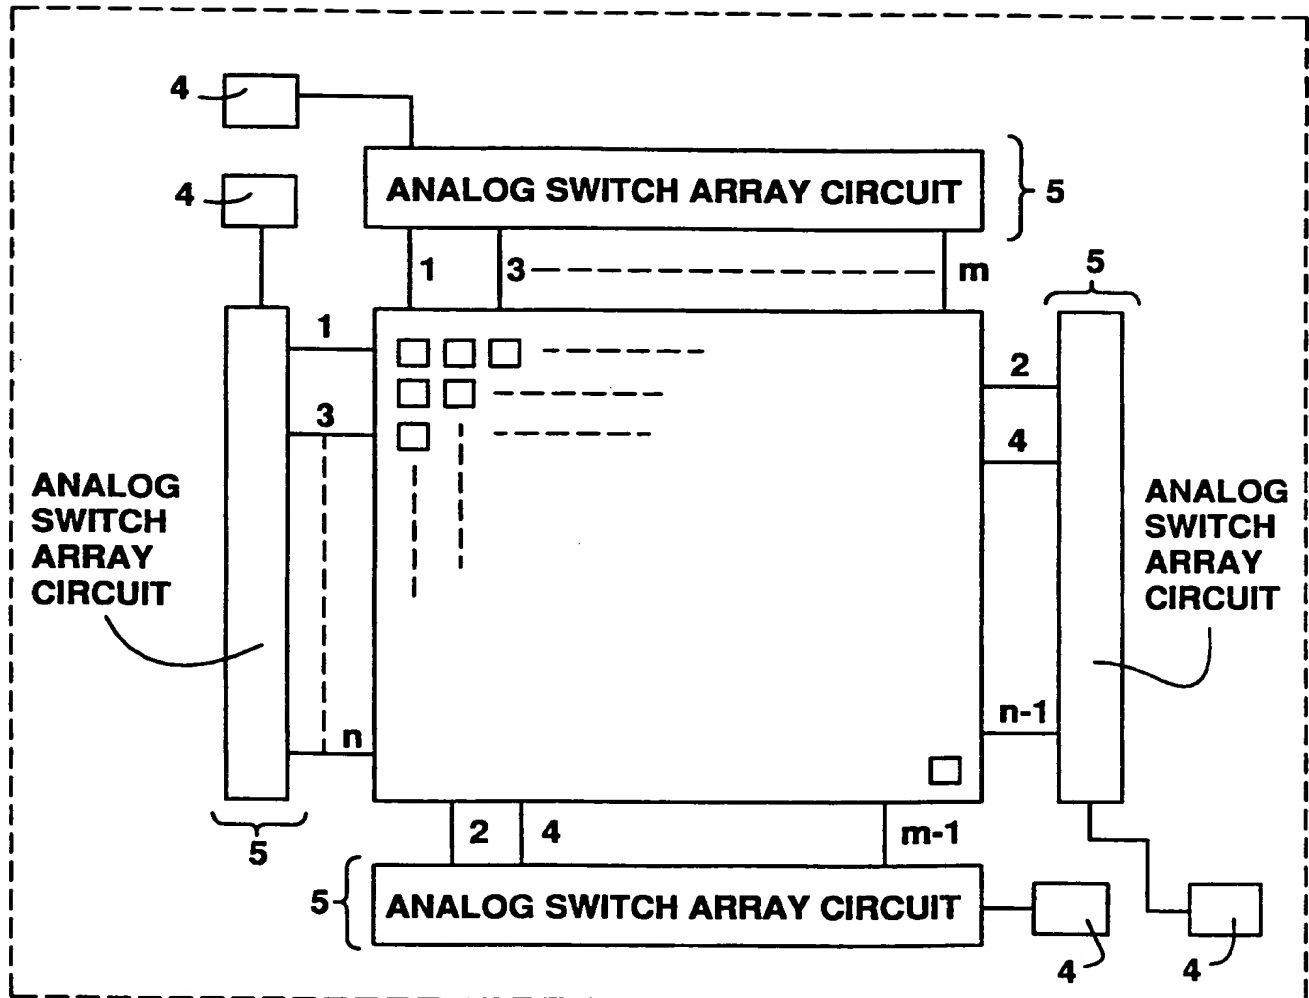 4
4
ANALOG SWITCH ARRAY CIRCUIT
5
1
3
m
5
1
3
n
2
4
n-1
ANALOG
SWITCH
ARRAY
CIRCUIT
ANALOG
SWITCH
ARRAY
CIRCUIT
5
2
4
m-1
5
ANALOG SWITCH ARRAY CIRCUIT
4
4